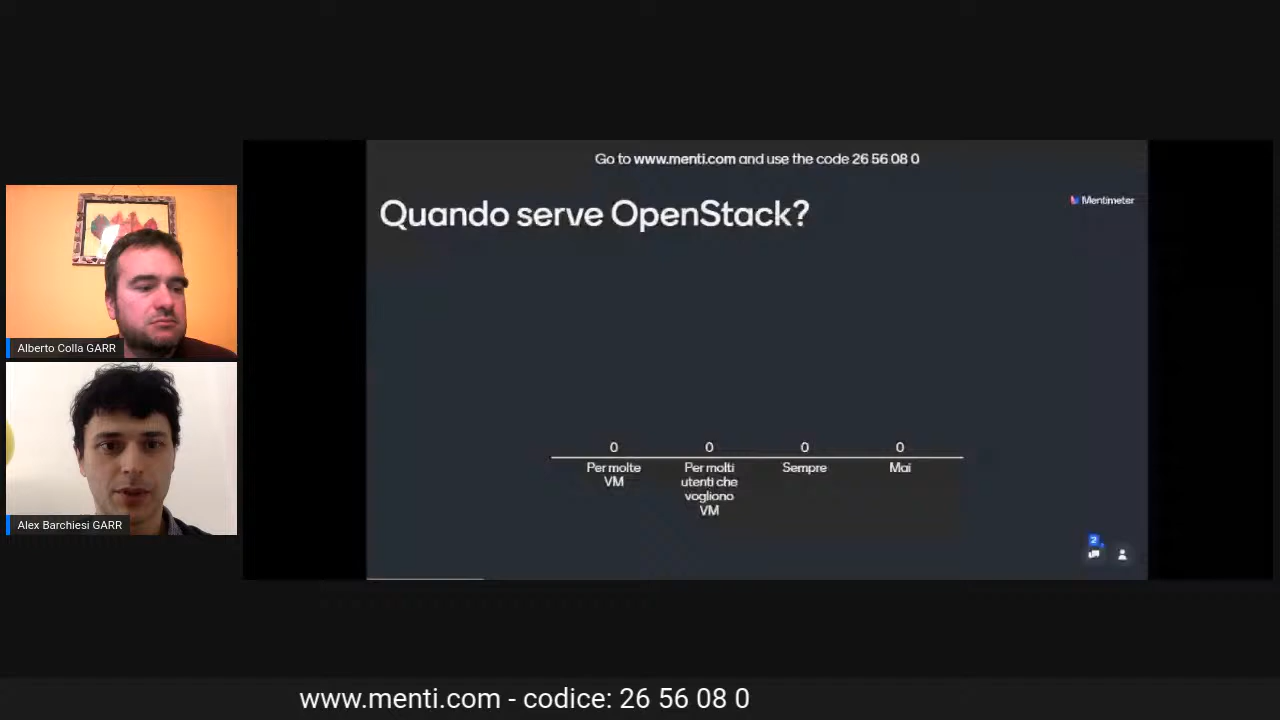 Go to www.menti.com and use the code 26 56 08 0
Quando serve OpenStack?
Mentimeter
Alberto Colla GARR
Alex Barchiesi GARR
0 0 0 0
Per molte VM
Per molti utenti che vogliono VM
Sempre
Mai
2
www.menti.com - codice: 26 56 08 0